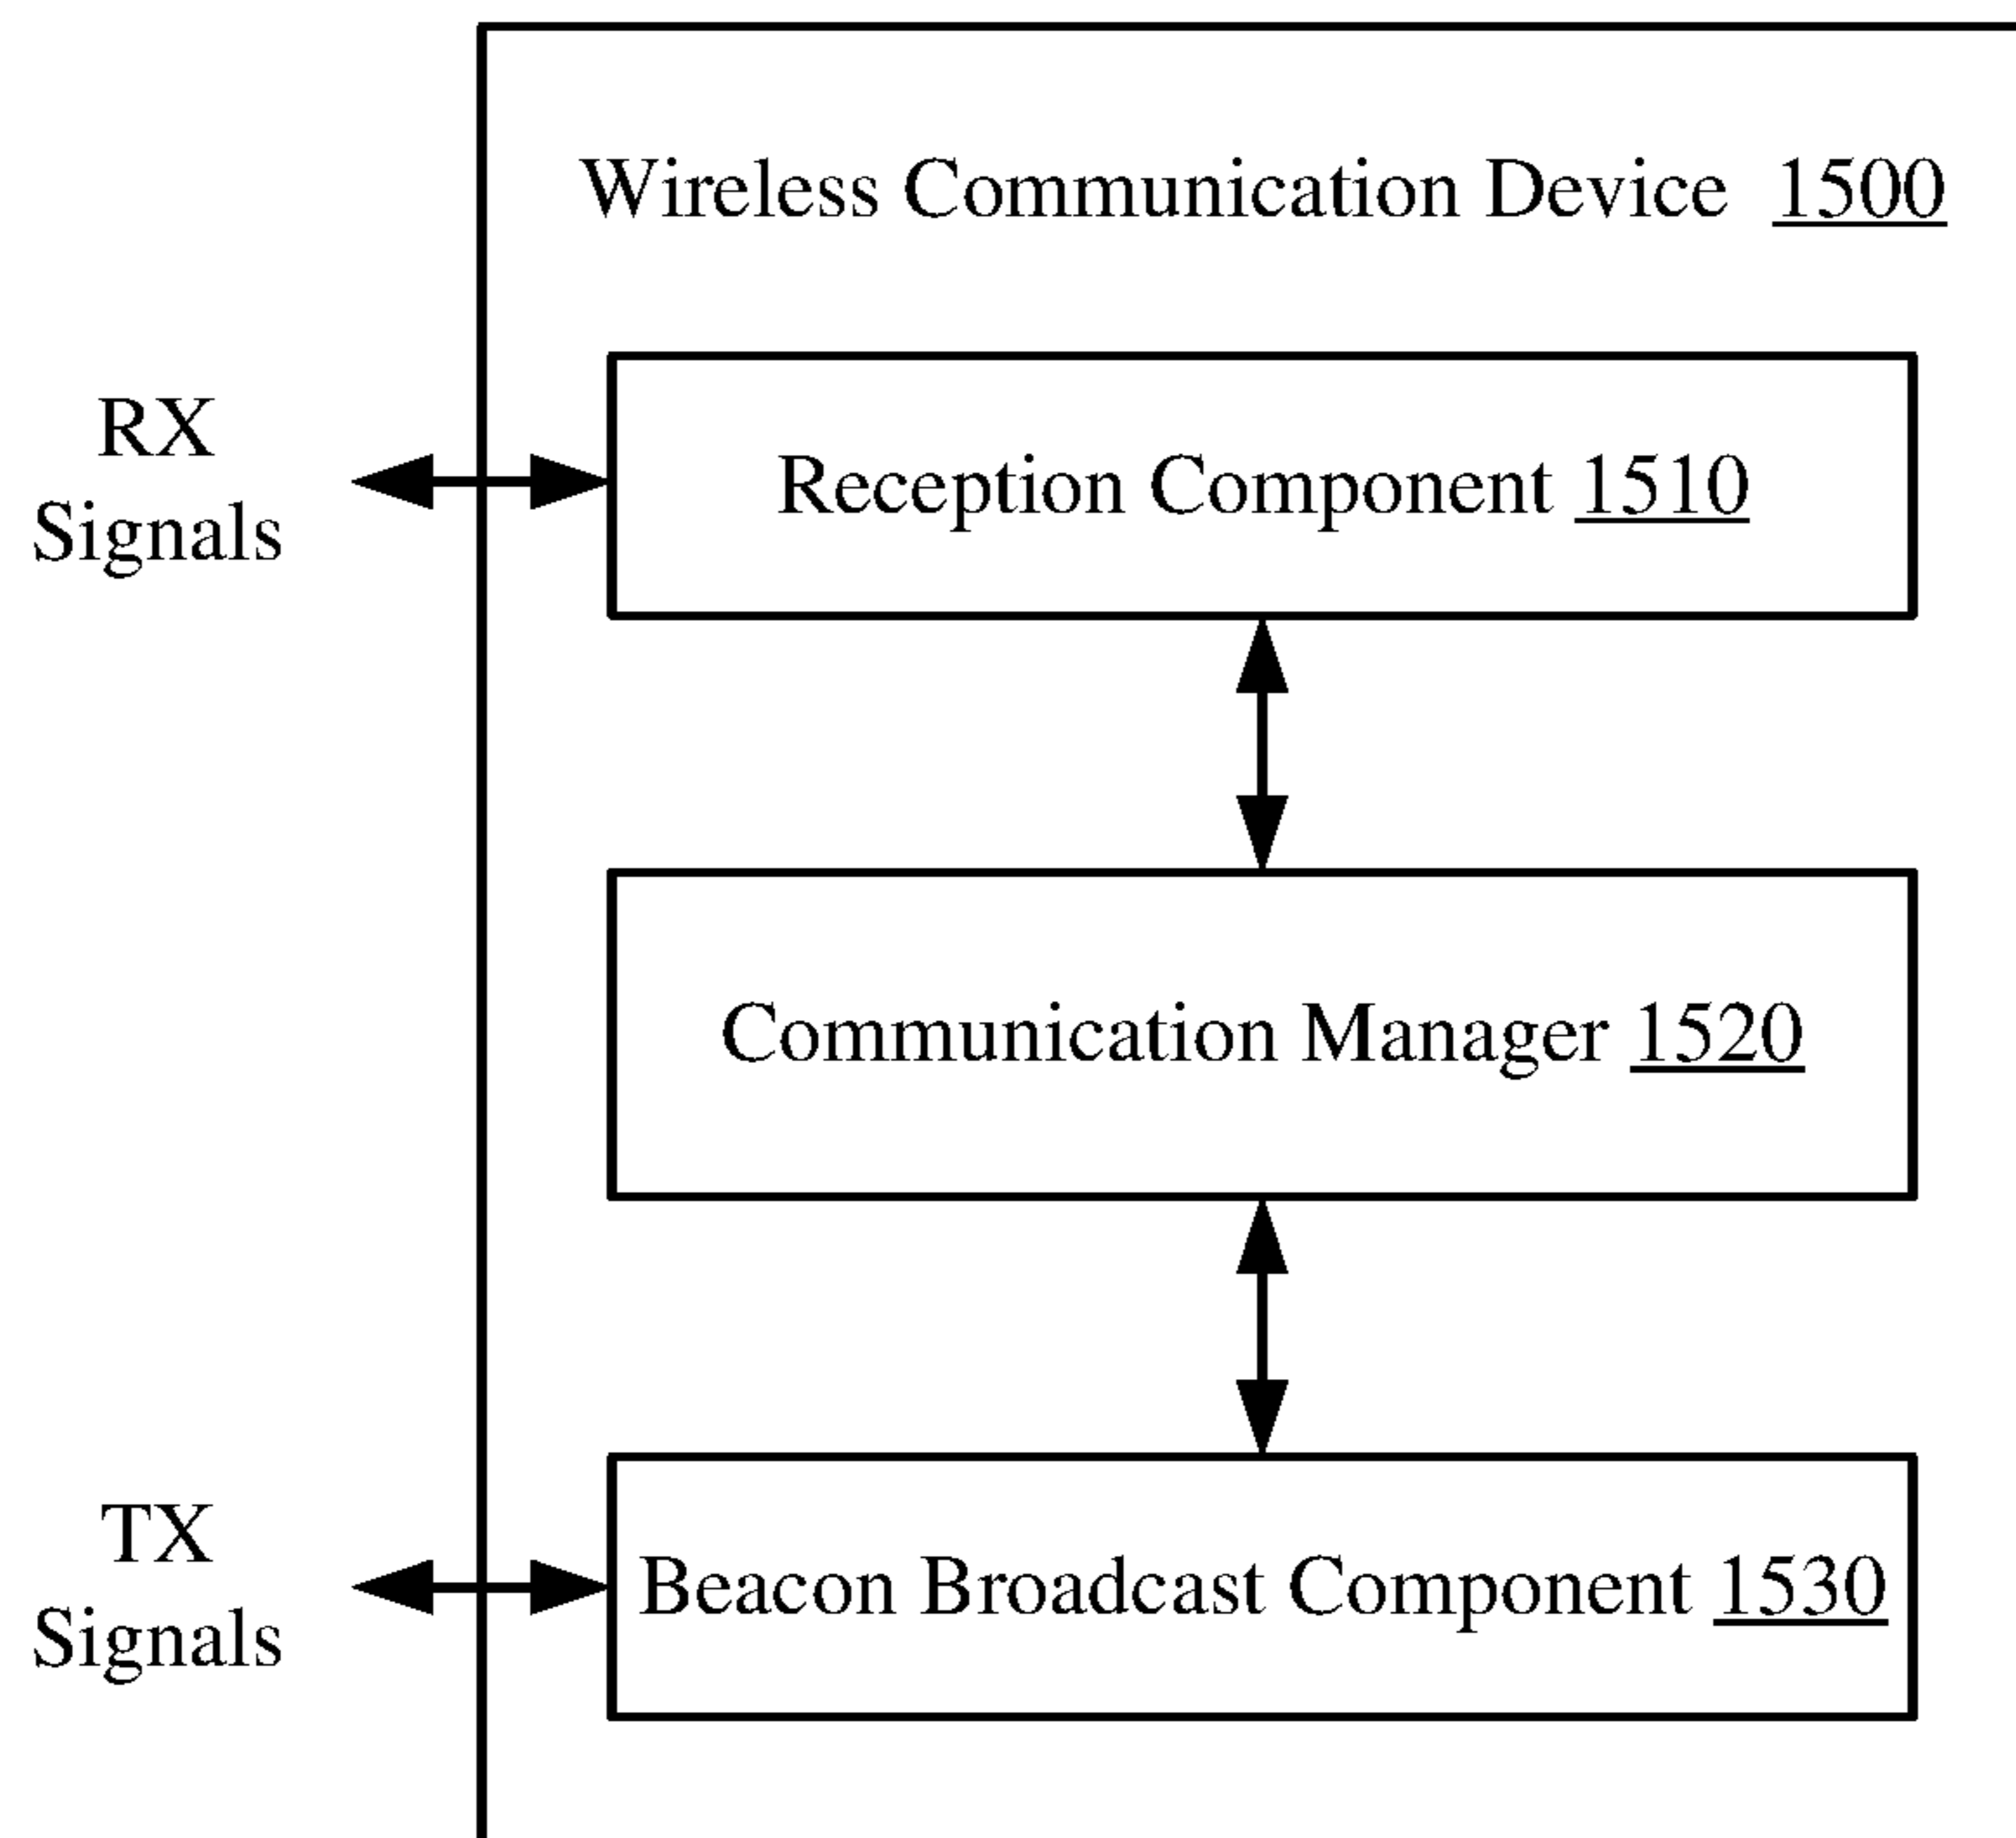 Wireless Communication Device 1500
RX
Signals
Reception Component 1510
Communication Manager 1520
TX
Signals
Beacon Broadcast Component 1530